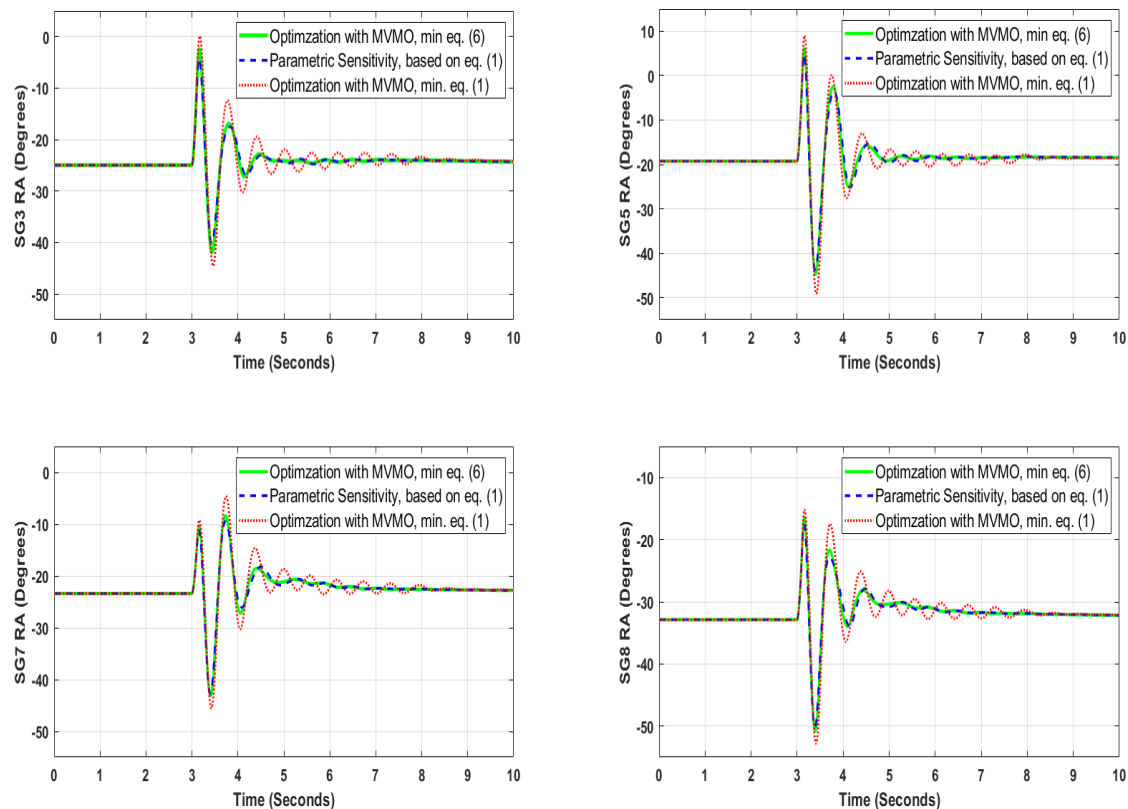 Optimzation with MVMO, min eq. (6)
Parametric Sensitivity, based on eq. (1)
Optimzation with MVMO, min. eq. (1)
0
-10
-20
-30
-40
-50
SG3 RA (Degrees)
0 1 2 3 4 5 6 7 8 9 10
Time (Seconds)
Optimzation with MVMO, min eq. (6)
Parametric Sensitivity, based on eq. (1)
Optimzation with MVMO, min. eq. (1)
10
0
-10
-20
-30
-40
-50
SG5 RA (Degrees)
0 1 2 3 4 5 6 7 8 9 10
Time (Seconds)
Optimzation with MVMO, min eq. (6)
Parametric Sensitivity, based on eq. (1)
Optimzation with MVMO, min. eq. (1)
0
-10
-20
-30
-40
-50
SG7 RA (Degrees)
0 1 2 3 4 5 6 7 8 9 10
Time (Seconds)
Optimzation with MVMO, min eq. (6)
Parametric Sensitivity, based on eq. (1)
Optimzation with MVMO, min. eq. (1)
-10
-20
-30
-40
-50
SG8 RA (Degrees)
0 1 2 3 4 5 6 7 8 9 10
Time (Seconds)